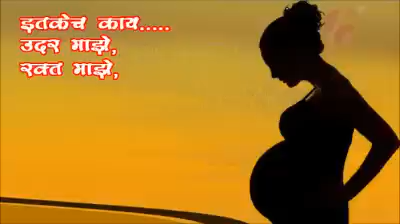 इतकेच काय.....
उदर माझे,
रक्त माझे,